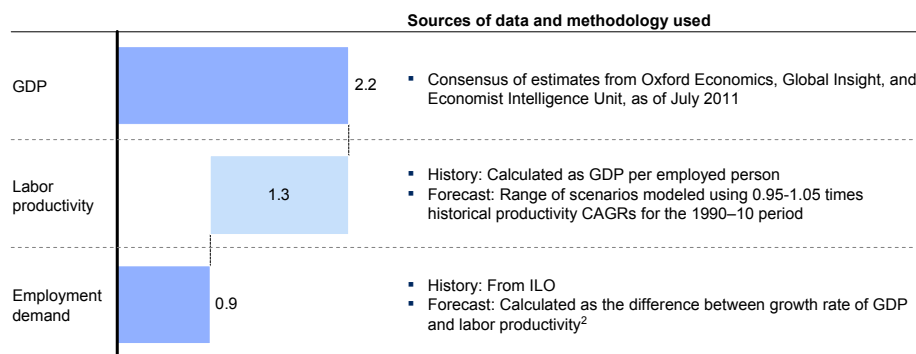 Sources of data and methodology used
GDP
2.2
▪ Consensus of estimates from Oxford Economics, Global Insight, and
Economist Intelligence Unit, as of July 2011
Labor
productivity
1.3
▪ History: Calculated as GDP per employed person
▪ Forecast: Range of scenarios modeled using 0.95-1.05 times
historical productivity CAGRs for the 1990–10 period
Employment
demand
0.9
▪ History: From ILO
▪ Forecast: Calculated as the difference between growth rate of GDP
and labor productivity²